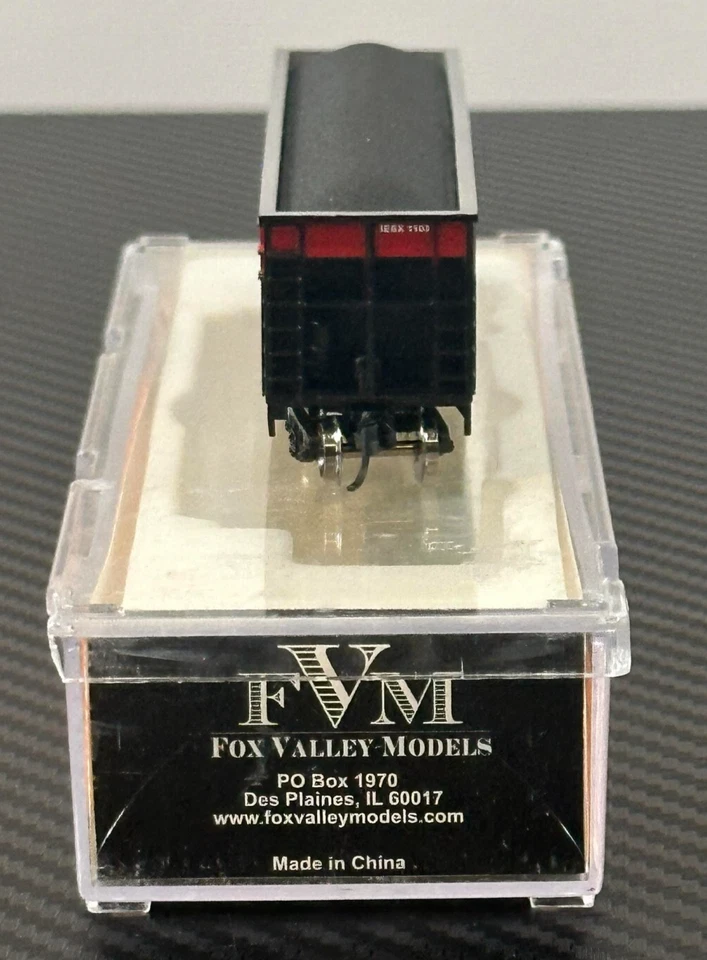 FVM
FOX VALLEY MODELS
PO Box 1970
Des Plaines, IL 60017
www.foxvalleymodels.com
Made in China